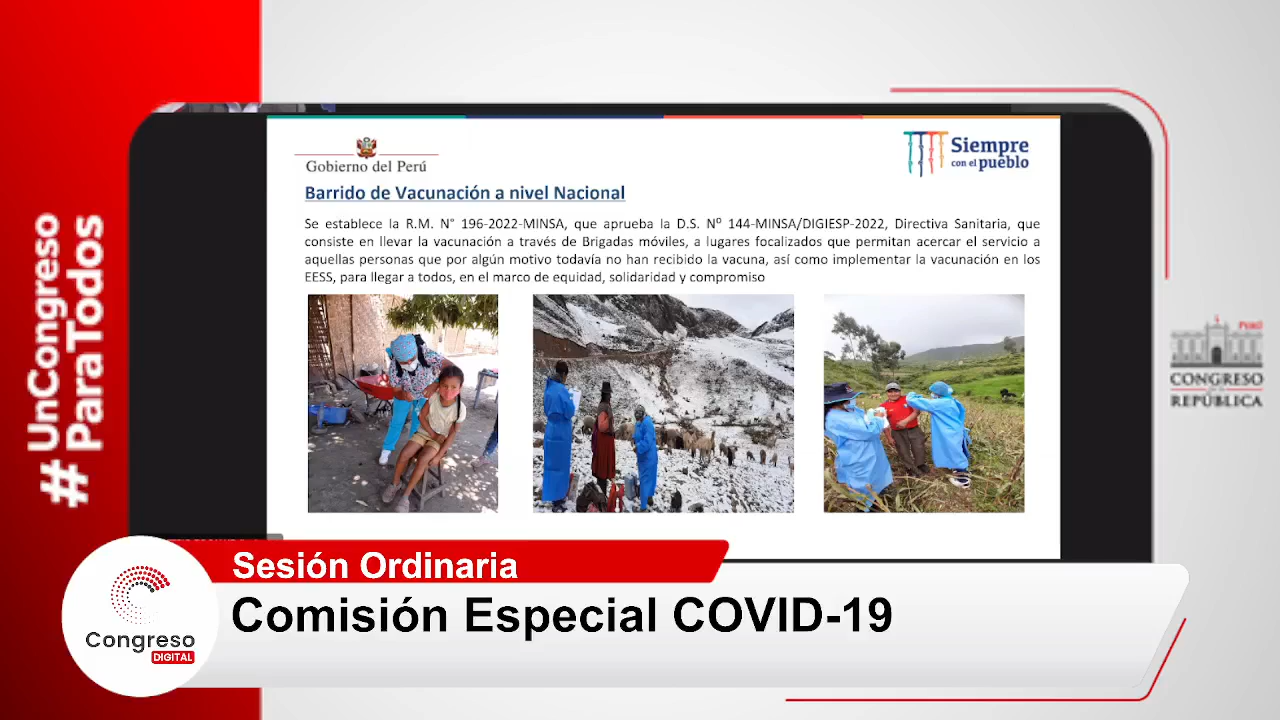 #UnCongreso
ParaTodos
Gobierno del Perú
Siempre
con el pueblo
Barrido de Vacunación a nivel Nacional
Se establece la R.M. N° 196-2022-MINSA, que aprueba la D.S. Nº 144-MINSA/DIGIESP-2022, Directiva Sanitaria, que
consiste en llevar la vacunación a través de Brigadas móviles, a lugares focalizados que permitan acercar el servicio a
aquellas personas que por algún motivo todavía no han recibido la vacuna, así como implementar la vacunación en los
EESS, para llegar a todos, en el marco de equidad, solidaridad y compromiso
PERÚ
CONGRESO
REPÚBLICA
Sesión Ordinaria
Comisión Especial COVID-19
Congreso
DIGITAL